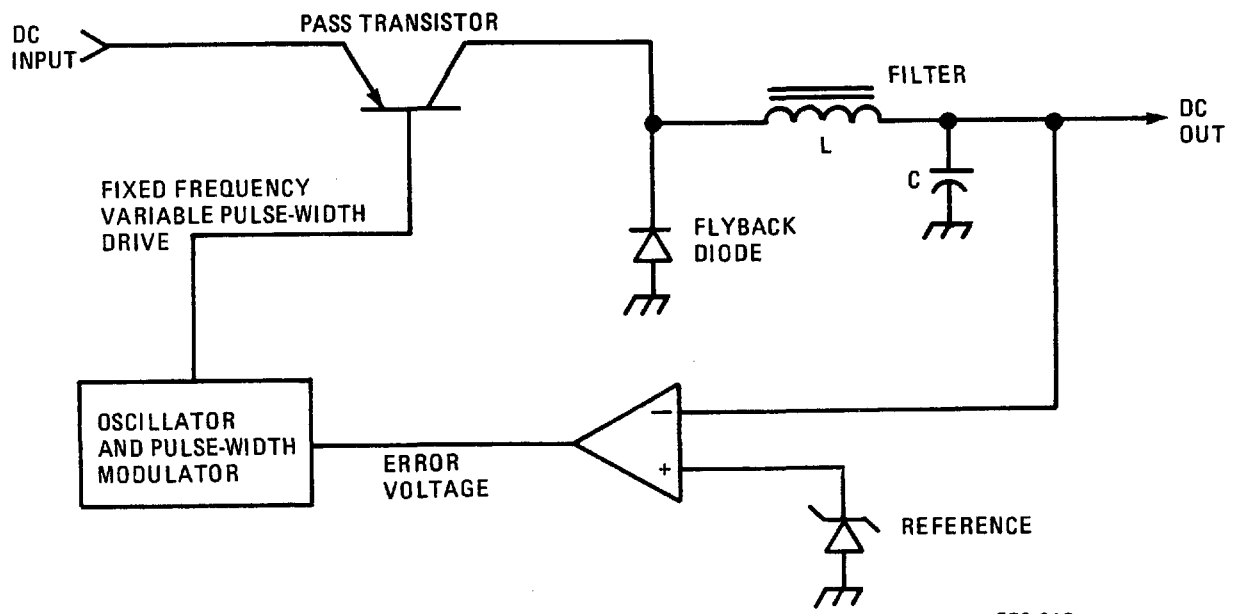 PASS TRANSISTOR
DC
INPUT
FILTER
L
DC
OUT
C
FIXED FREQUENCY
VARIABLE PULSE-WIDTH
DRIVE
FLYBACK
DIODE
OSCILLATOR
AND PULSE-WIDTH
MODULATOR
ERROR
VOLTAGE
−
+
REFERENCE